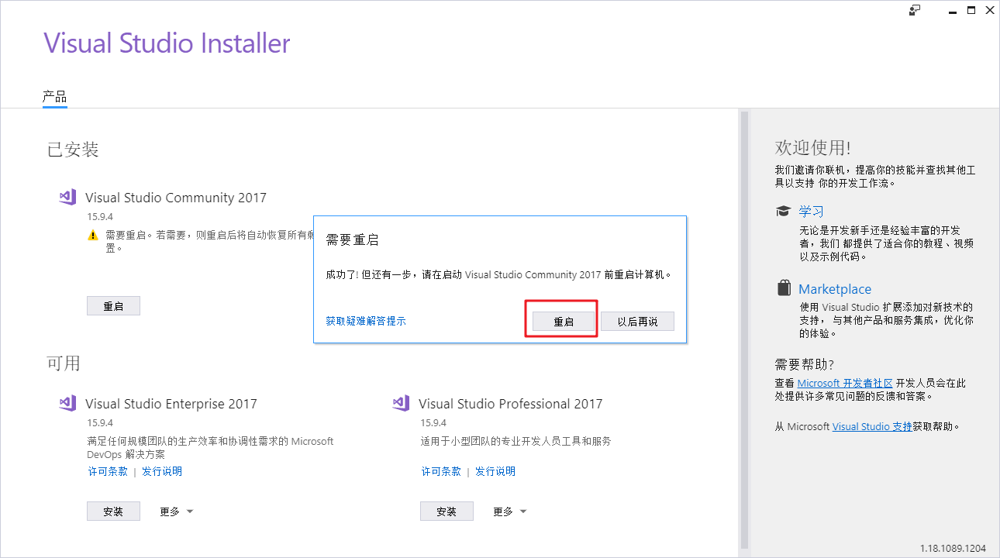 Visual Studio Installer
产品
已安装
Visual Studio Community 2017
15.9.4
需要重启。若需要，则重启后将自动恢复所有
置。
重启
需要重启
成功了! 但还有一步，请在启动 Visual Studio Community 2017 前重启计算机。
获取疑难解答提示
重启
以后再说
可用
Visual Studio Enterprise 2017
15.9.4
满足任何规模团队的生产效率和协调性需求的 Microsoft
DevOps 解决方案
许可条款 | 发行说明
安装
更多
Visual Studio Professional 2017
15.9.4
适用于小型团队的专业开发人员工具和服务
许可条款 | 发行说明
安装
更多
欢迎使用!
我们邀请你联机，提高你的技能并查找其他工
具以支持 你的开发工作流。
学习
无论是开发新手还是经验丰富的开发
者，我们 都提供了适合你的教程、视频
以及示例代码。
Marketplace
使用 Visual Studio 扩展添加对新技术的
支持， 与其他产品和服务集成，优化你
的体验。
需要帮助?
查看 Microsoft 开发者社区 开发人员会在此
处提供许多常见问题的反馈和答案。
从 Microsoft Visual Studio 支持获取帮助。
1.18.1089.1204